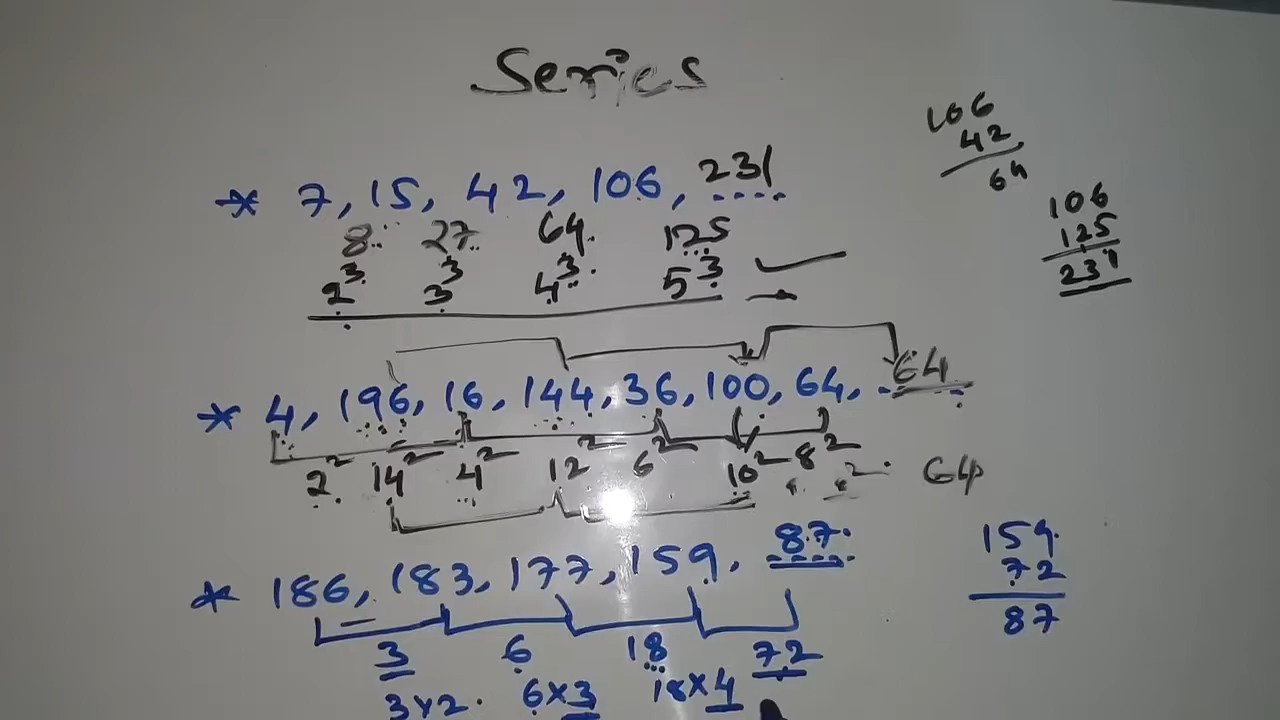 Series
106
42
64
* 7, 15, 42, 106, 231
106
125
231
8 27 64 125
2³ 3³ 4³ 5³
* 4, 196, 16, 144, 36, 100, 64, 64
2² 14² 4² 12² 6² 10² 8² 64
* 186, 183, 177, 159, 87
159
72
87
3 6 18 72
3×2 6×3 18×4